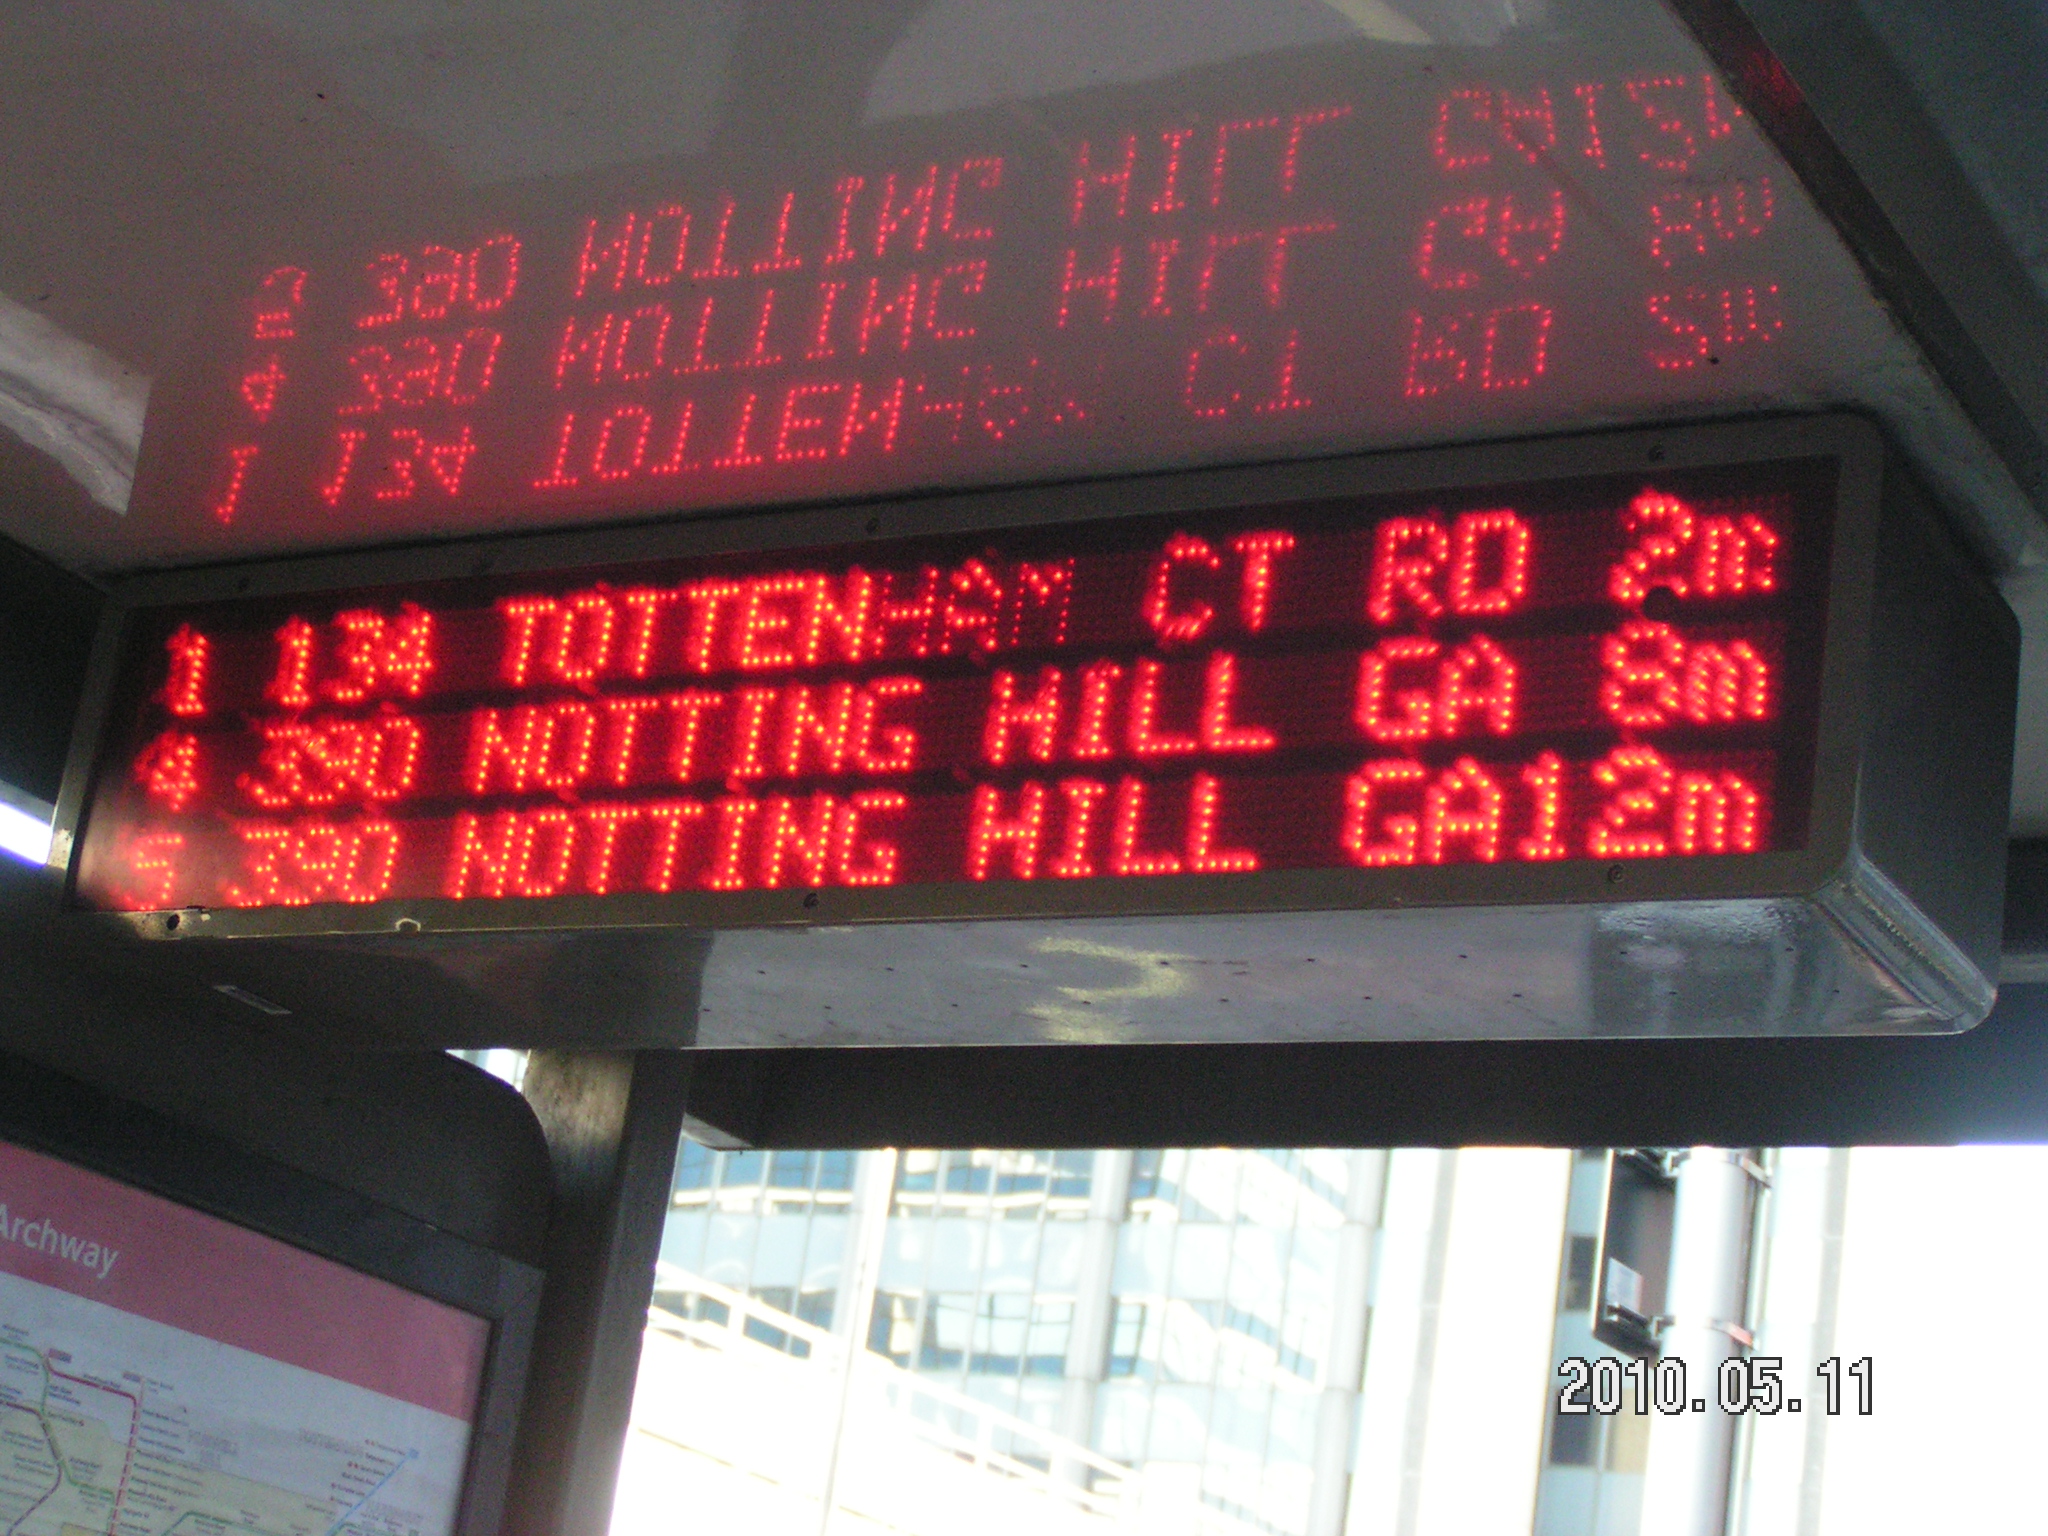 1 134 TOTTENHAM CT RD 2m
4 390 NOTTING HILL GA 8m
5 390 NOTTING HILL GA12m
Archway
2010.05.11